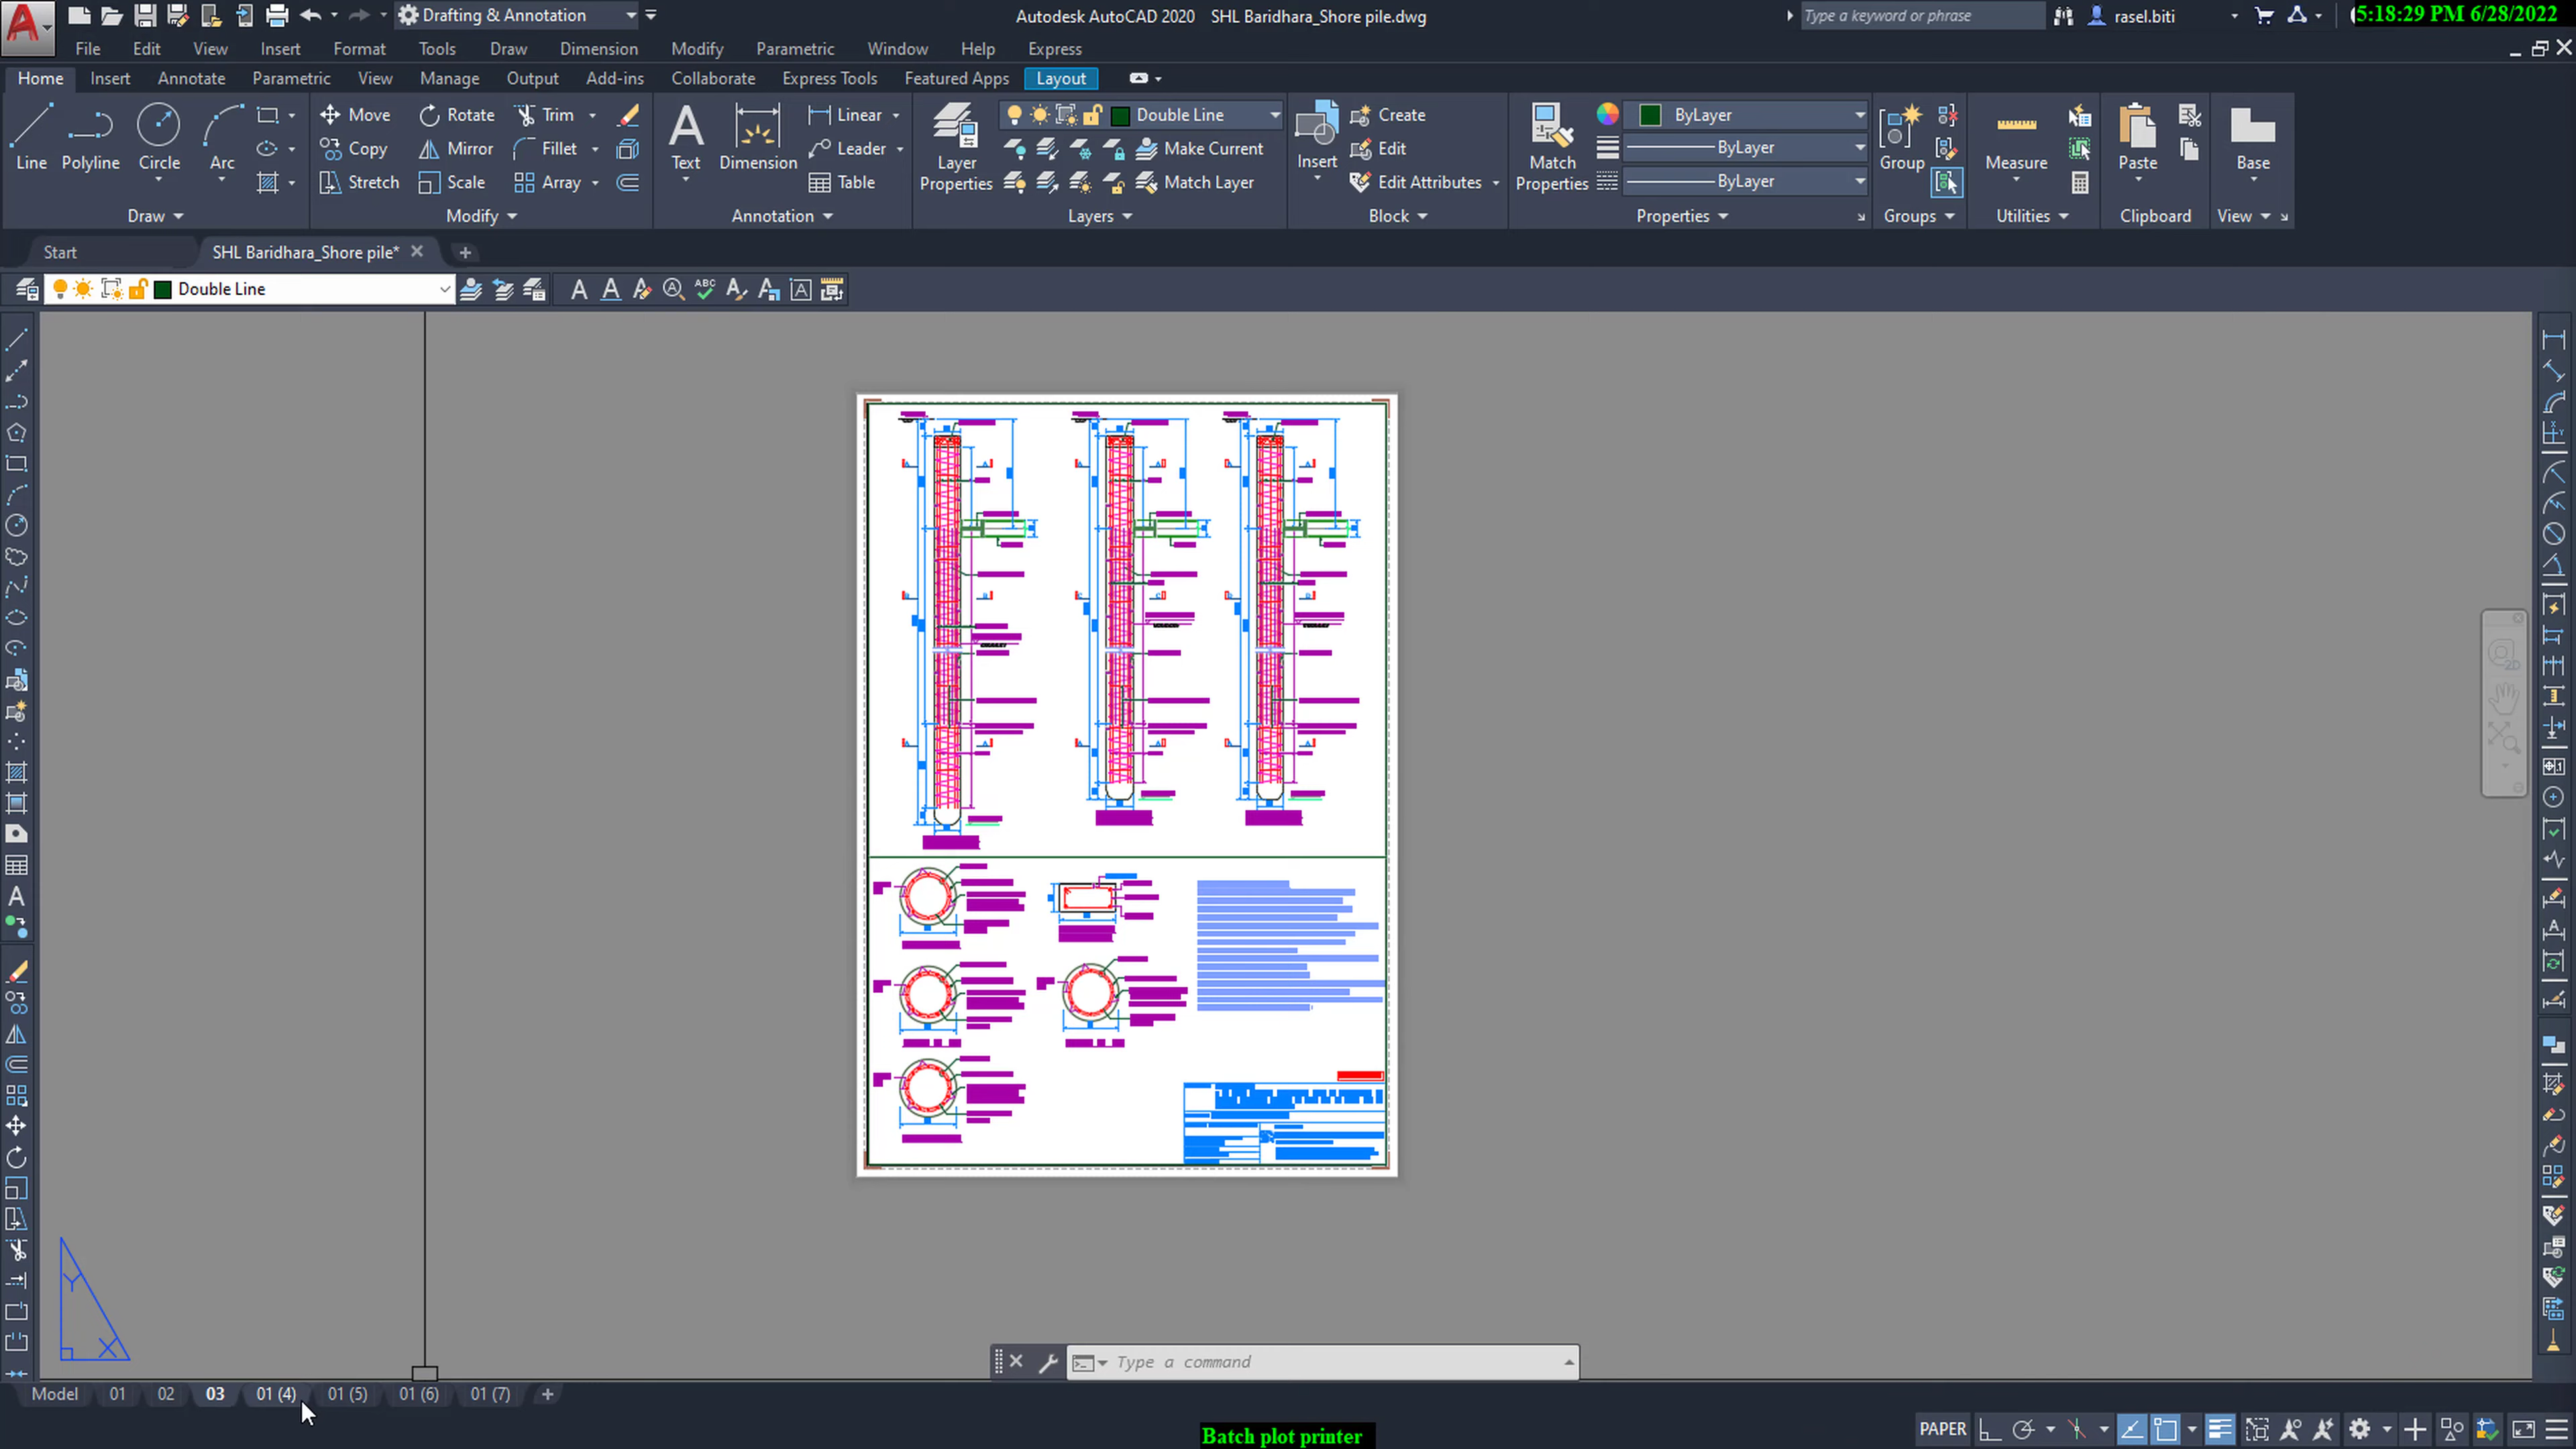 Drafting & Annotation
Autodesk AutoCAD 2020 SHL Baridhara_Shore pile.dwg
Type a keyword or phrase
rasel.biti
5:18:29 PM 6/28/2022
File Edit View Insert Format Tools Draw Dimension Modify Parametric Window Help Express
Home Insert Annotate Parametric View Manage Output Add-ins Collaborate Express Tools Featured Apps Layout
Line Polyline Circle Arc
Move Rotate Trim
Copy Mirror Fillet
Stretch Scale Array
Text Dimension
Linear
Leader
Table
Layer Properties
Double Line
Make Current
Match Layer
Insert
Create
Edit
Edit Attributes
Match Properties
ByLayer
ByLayer
ByLayer
Group
Measure
Paste
Base
Draw Modify Annotation Layers Block Properties Groups Utilities Clipboard View
Start SHL Baridhara_Shore pile*
Double Line
Y
X
Type a command
Model 01 02 03 01 (4) 01 (5) 01 (6) 01 (7) +
PAPER
Batch plot printer